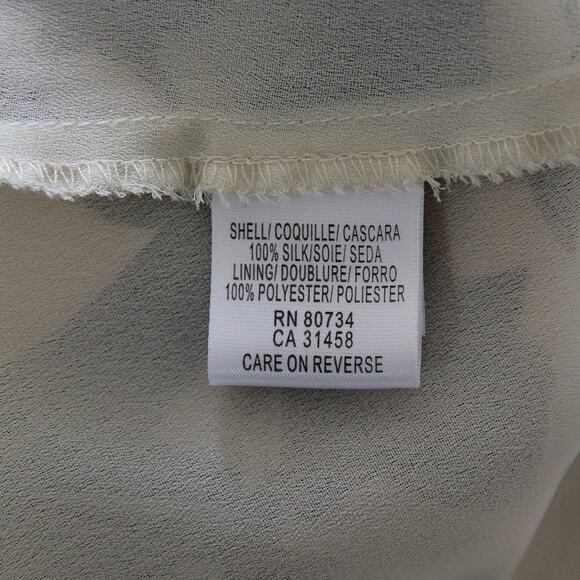 SHELL/ COQUILLE/ CASCARA
100% SILK/SOIE/ SEDA
LINING/ DOUBLURE/ FORRO
100% POLYESTER/ POLIESTER
RN 80734
CA 31458
CARE ON REVERSE